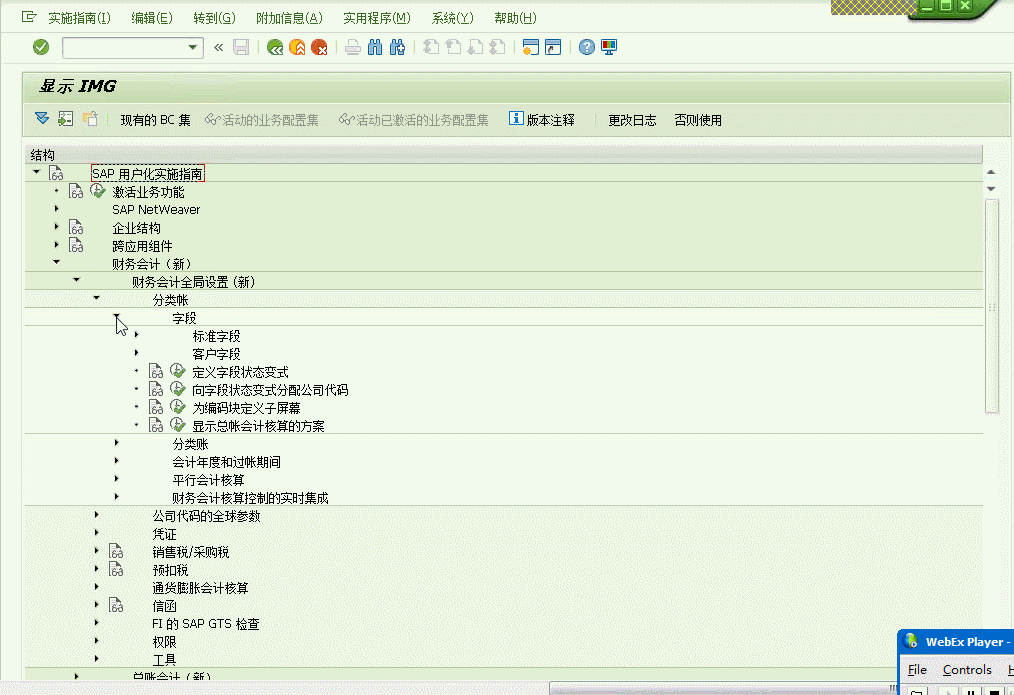 实施指南(I) 编辑(E) 转到(G) 附加信息(A) 实用程序(M) 系统(Y) 帮助(H)
显示 IMG
现有的 BC 集 活动的业务配置集 活动已激活的业务配置集 版本注释 更改日志 否则使用
结构
SAP 用户化实施指南
激活业务功能
SAP NetWeaver
企业结构
跨应用组件
财务会计（新）
财务会计全局设置（新）
分类帐
字段
标准字段
客户字段
定义字段状态变式
向字段状态变式分配公司代码
为编码块定义子屏幕
显示总帐会计核算的方案
分类账
会计年度和过帐期间
平行会计核算
财务会计核算控制的实时集成
公司代码的全球参数
凭证
销售税/采购税
预扣税
通货膨胀会计核算
信函
FI 的 SAP GTS 检查
权限
工具
总账会计（新）
WebEx Player -
File Controls H